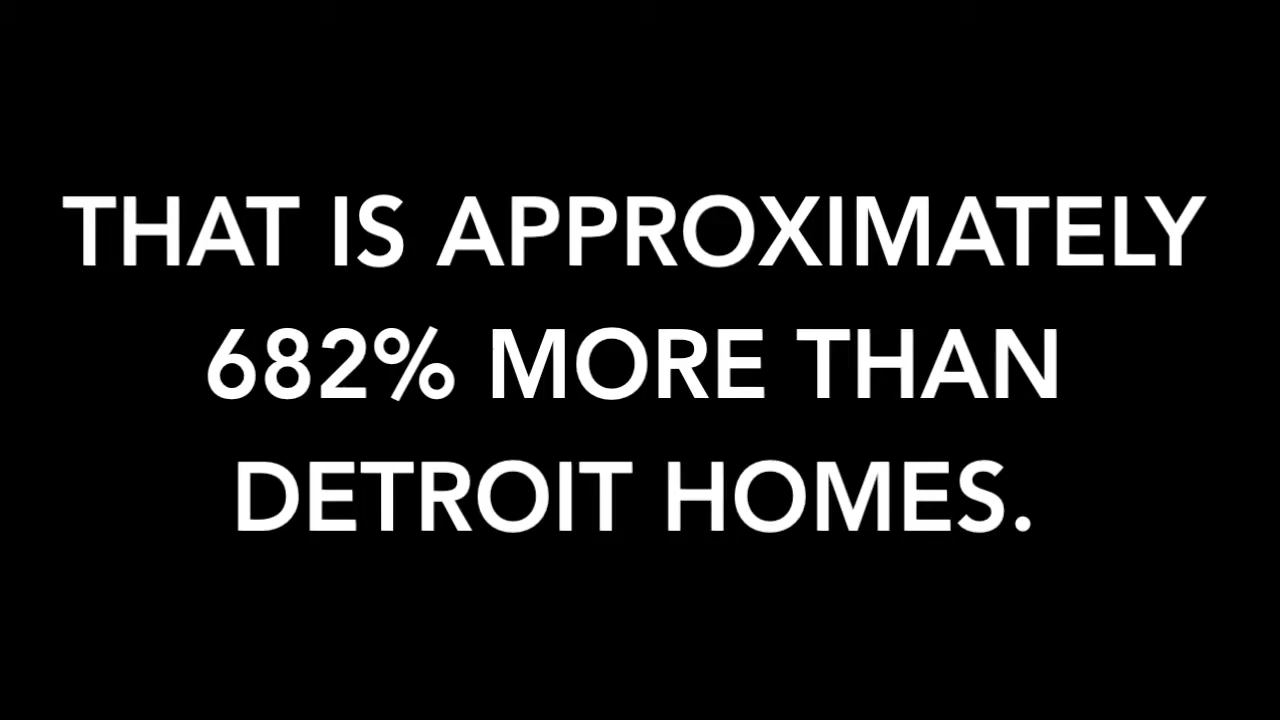 THAT IS APPROXIMATELY
682% MORE THAN
DETROIT HOMES.